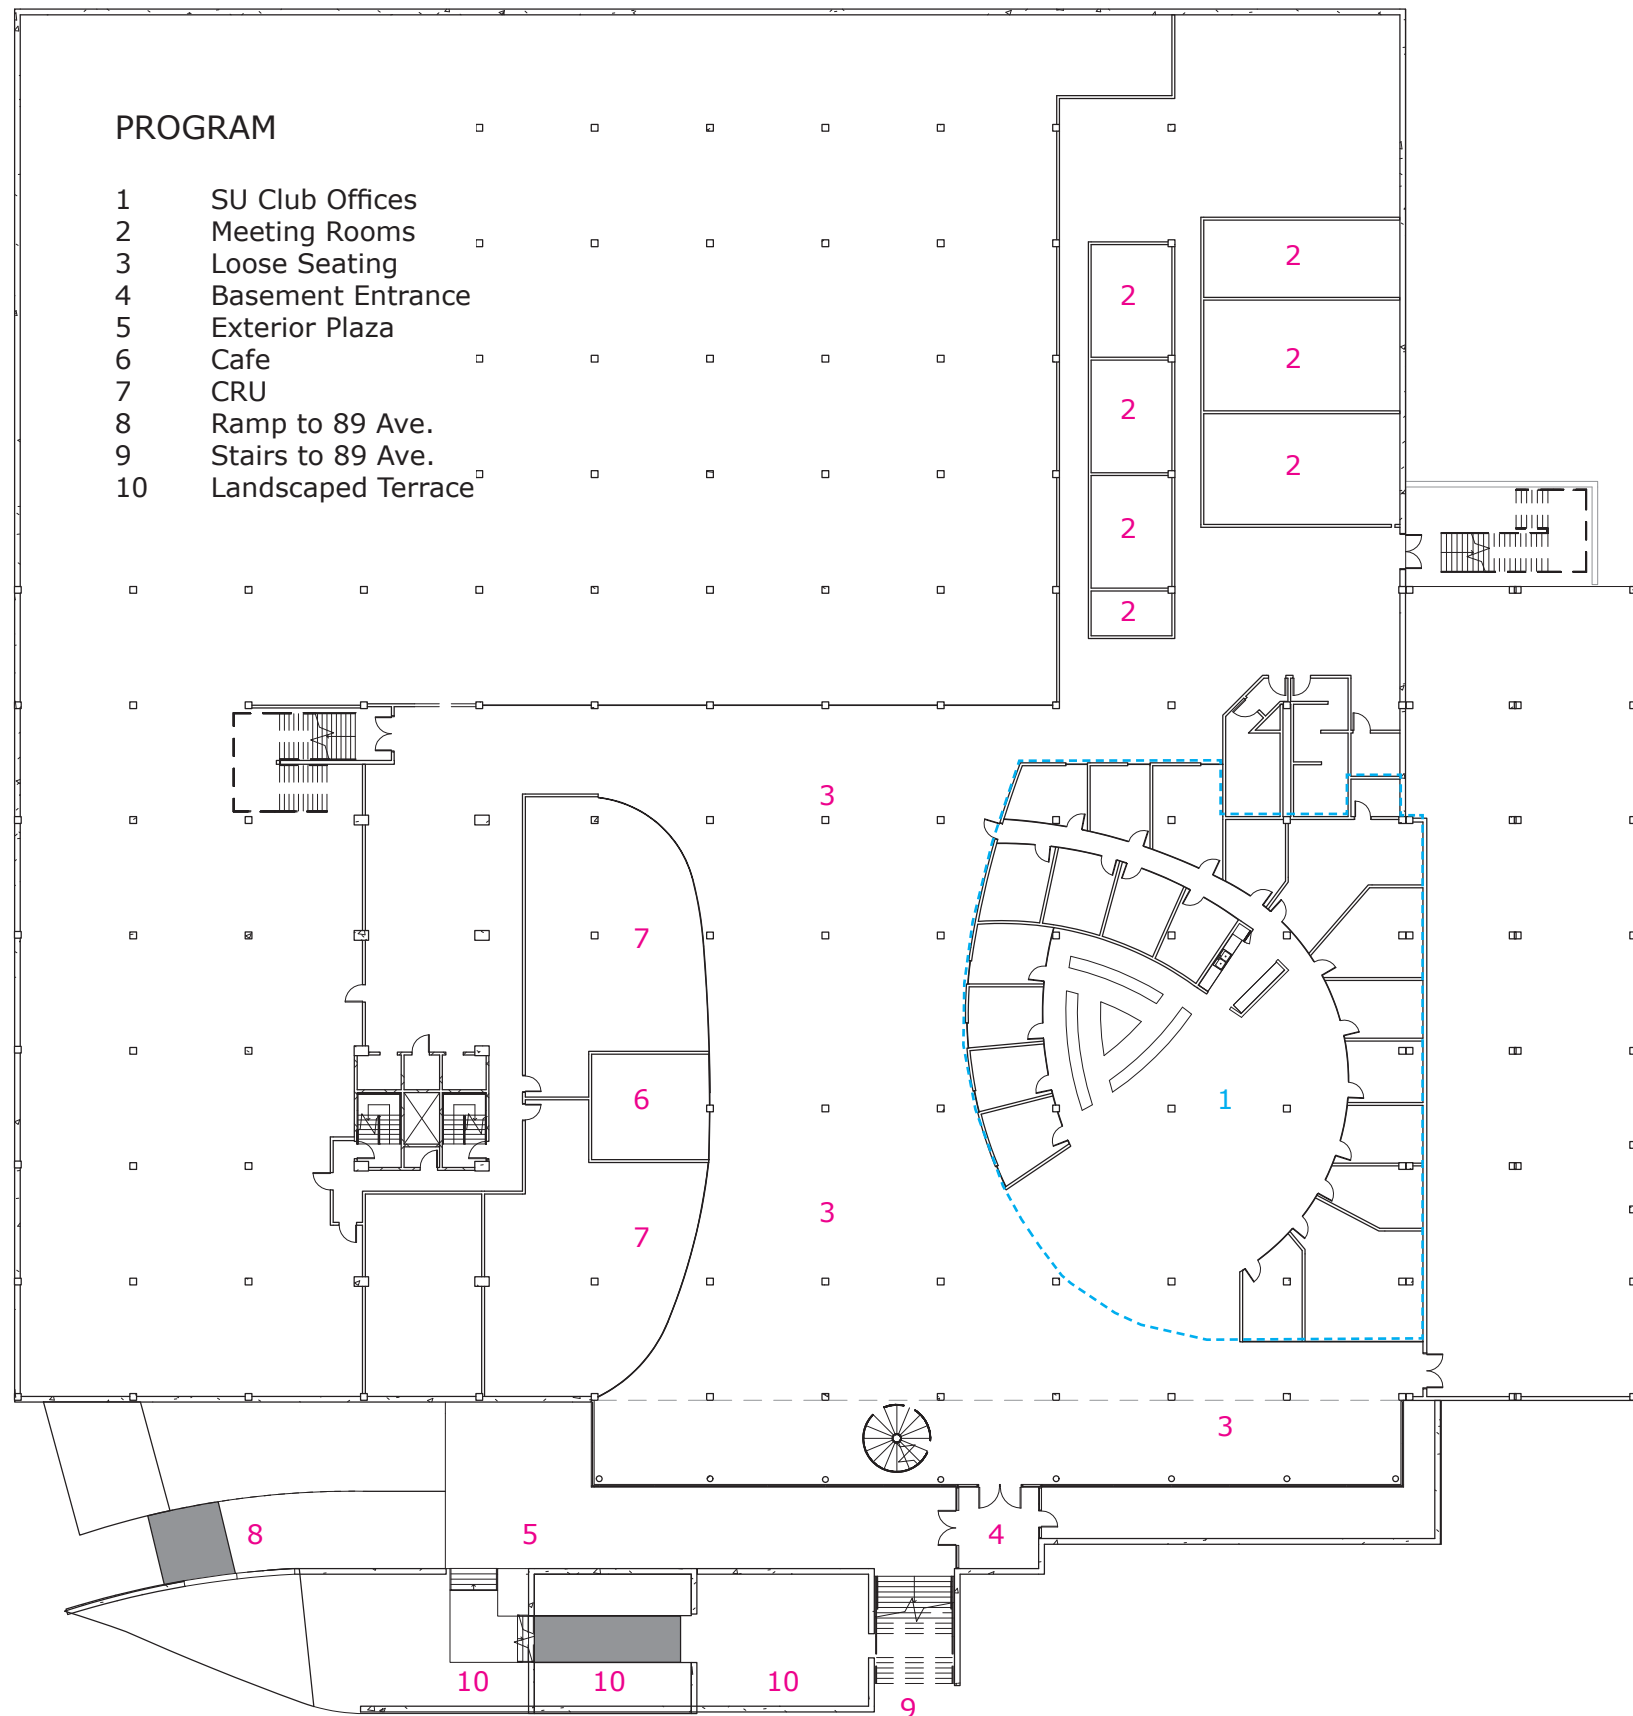 PROGRAM
1 SU Club Offices
2 Meeting Rooms
3 Loose Seating
4 Basement Entrance
5 Exterior Plaza
6 Cafe
7 CRU
8 Ramp to 89 Ave.
9 Stairs to 89 Ave.
10 Landscaped Terrace
2
2
2
2
2
2
2
3
7
6
1
3
7
3
8
5
4
10
10
10
9